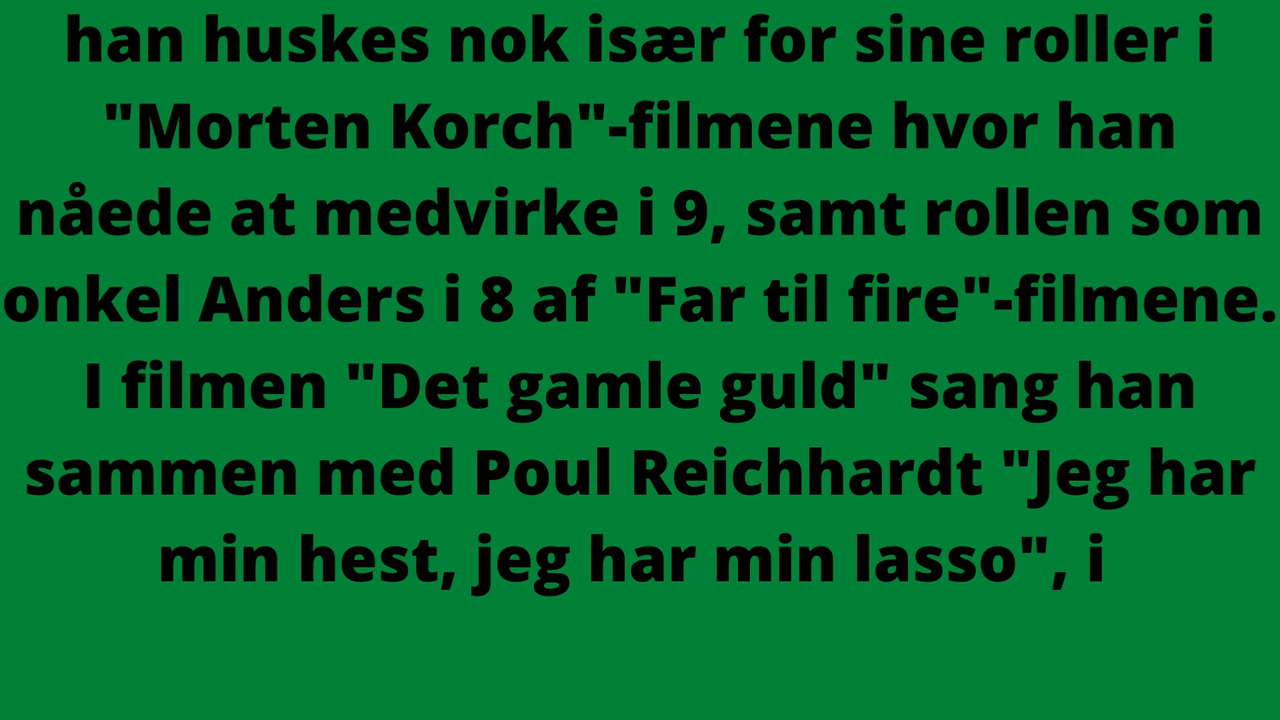 han huskes nok især for sine roller i
"Morten Korch"-filmene hvor han
nåede at medvirke i 9, samt rollen som
onkel Anders i 8 af "Far til fire"-filmene.
I filmen "Det gamle guld" sang han
sammen med Poul Reichhardt "Jeg har
min hest, jeg har min lasso", i